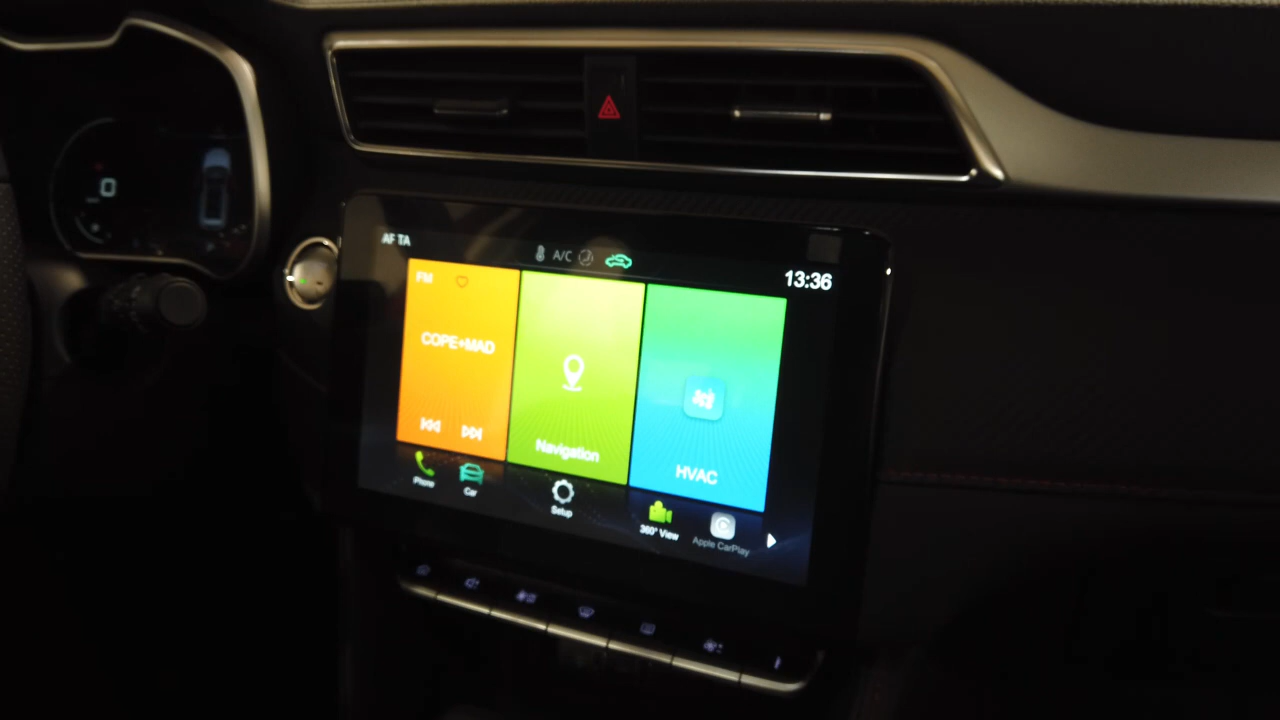 0
AF TA
A/C
13:36
FM
COPE+MAD
Navigation
HVAC
Phone
Car
Setup
360° View
Apple CarPlay